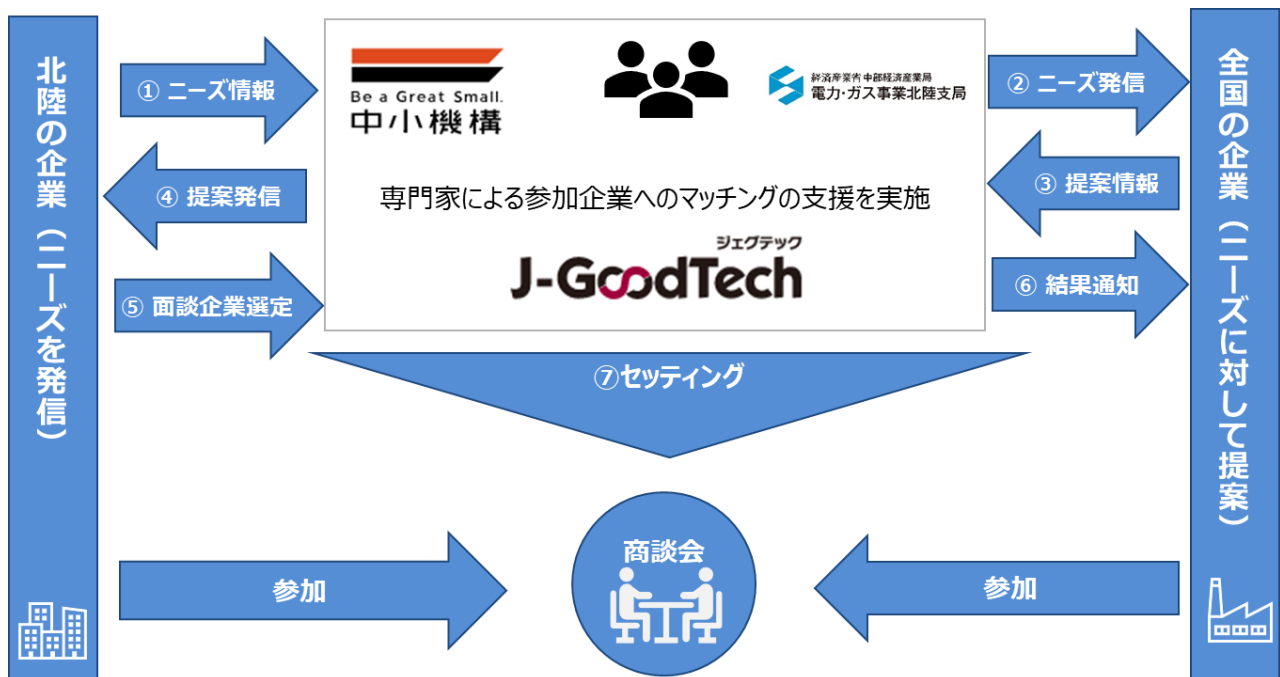 北陸の企業（ニーズを発信）
① ニーズ情報
④ 提案発信
⑤ 面談企業選定
Be a Great Small.
中小機構
経済産業省 中部経済産業局
電力・ガス事業北陸支局
専門家による参加企業へのマッチングの支援を実施
ジェグテック
J-GoodTech
② ニーズ発信
③ 提案情報
⑥ 結果通知
全国の企業（ニーズに対して提案）
⑦セッティング
参加
商談会
参加